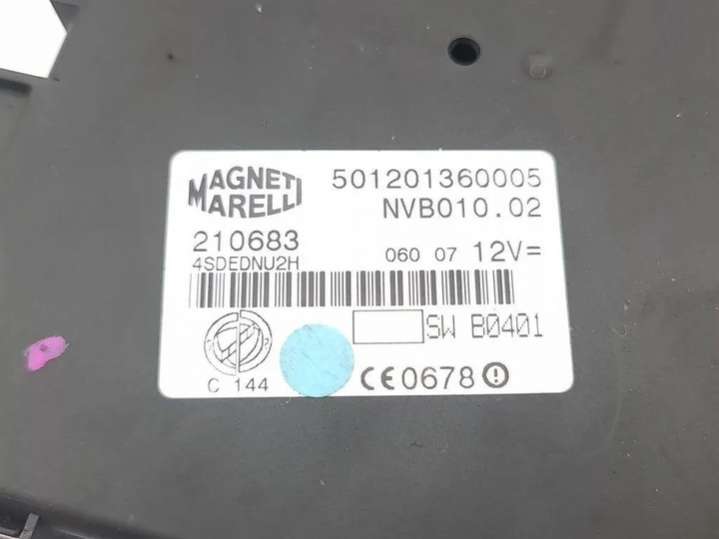 MAGNETI MARELLI
501201360005
NVB010.02
210683
060 07 12V=
4SDEDNU2H
SW B0401
C 144
CE0678